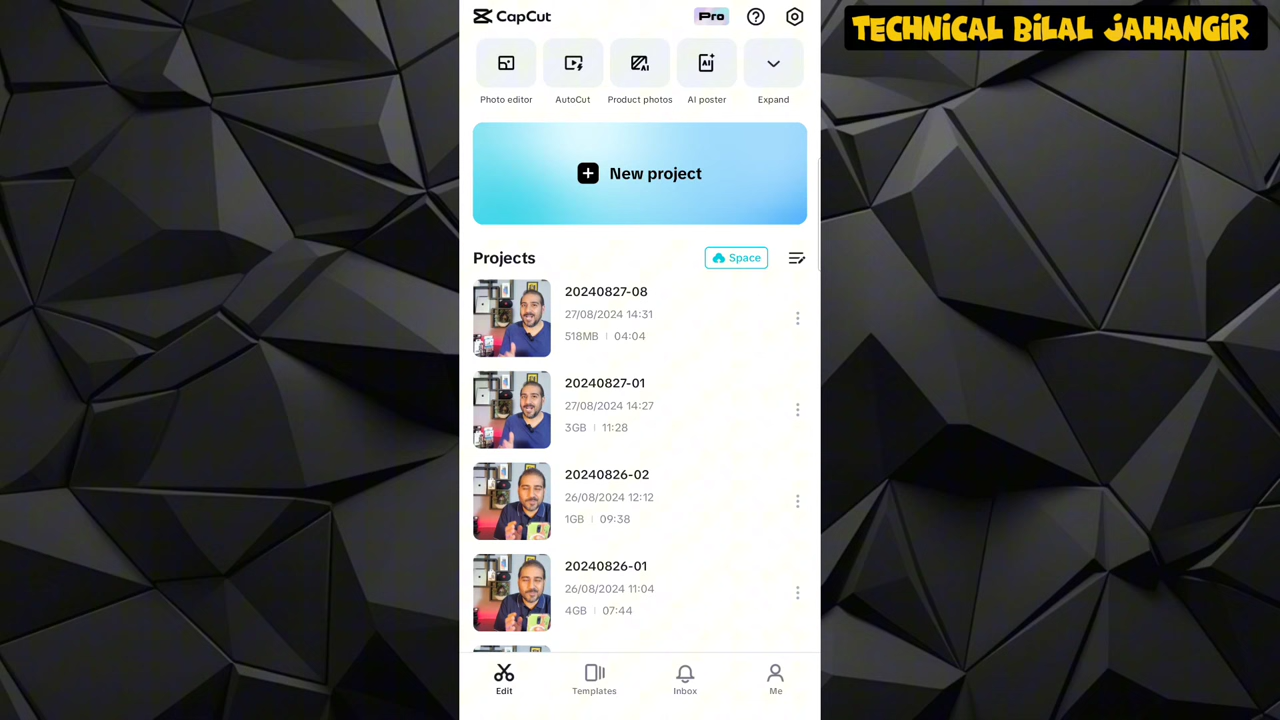 CapCut
Pro
TECHNICAL BILAL JAHANGIR
Photo editor
AutoCut
Product photos
AI poster
Expand
New project
Projects
Space
20240827-08
27/08/2024 14:31
518MB | 04:04
20240827-01
27/08/2024 14:27
3GB | 11:28
20240826-02
26/08/2024 12:12
1GB | 09:38
20240826-01
26/08/2024 11:04
4GB | 07:44
Edit
Templates
Inbox
Me